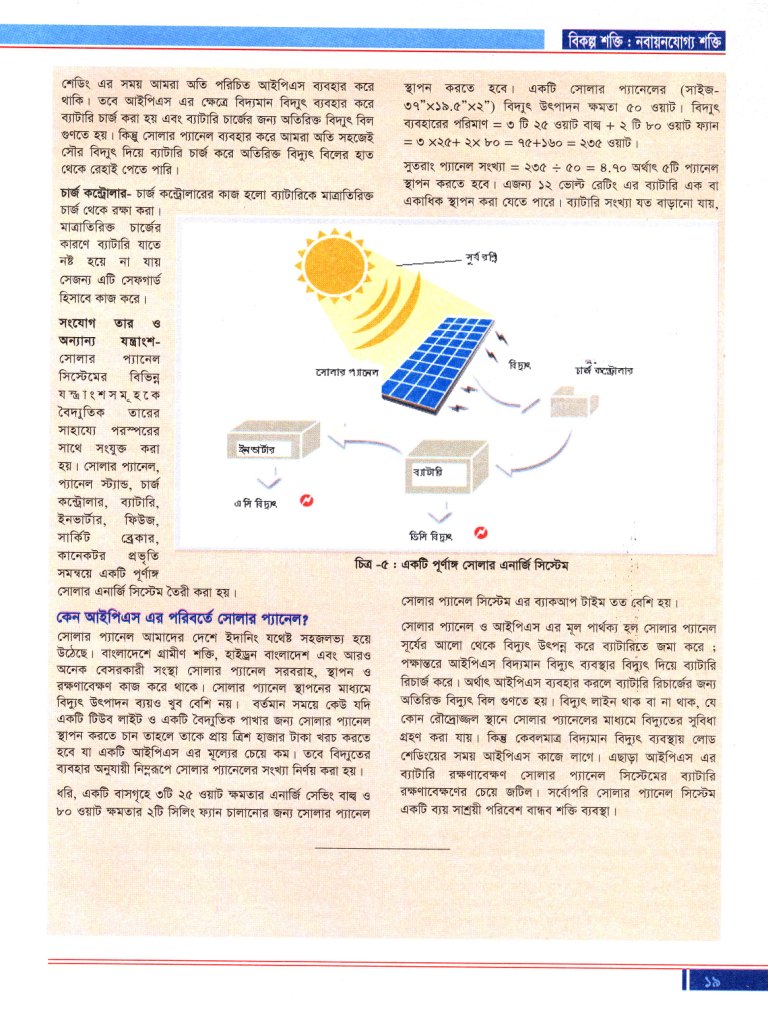 বিকল্প শক্তি : নবায়নযোগ্য শক্তি
শেডিং এর সময় আমরা অতি পরিচিত আইপিএস ব্যবহার করে
থাকি। তবে আইপিএস এর ক্ষেত্রে বিদ্যমান বিদ্যুৎ ব্যবহার করে
ব্যাটারি চার্জ করা হয় এবং ব্যাটারি চার্জের জন্য অতিরিক্ত বিদ্যুৎ বিল
গুণতে হয়। কিন্তু সোলার প্যানেল ব্যবহার করে আমরা অতি সহজেই
সৌর বিদ্যুৎ দিয়ে ব্যাটারি চার্জ করে অতিরিক্ত বিদ্যুৎ বিলের হাত
থেকে রেহাই পেতে পারি।
চার্জ কন্ট্রোলার- চার্জ কন্ট্রোলারের কাজ হলো ব্যাটারিকে মাত্রাতিরিক্ত
চার্জ থেকে রক্ষা করা।
মাত্রাতিরিক্ত চার্জের
কারণে ব্যাটারি যাতে
নষ্ট হয়ে না যায়
সেজন্য এটি সেফগার্ড
হিসাবে কাজ করে।
সংযোগ তার ও
অন্যান্য যন্ত্রাংশ-
সোলার প্যানেল
সিস্টেমের বিভিন্ন
যন্ত্রাংশসমূহকে
বৈদ্যুতিক তারের
সাহায্যে পরস্পরের
সাথে সংযুক্ত করা
হয়। সোলার প্যানেল,
প্যানেল স্ট্যান্ড, চার্জ
কন্ট্রোলার, ব্যাটারি,
ইনভার্টার, ফিউজ,
সার্কিট ব্রেকার,
কানেকটর প্রভৃতি
সমন্বয়ে একটি পূর্ণাঙ্গ
সোলার এনার্জি সিস্টেম তৈরী করা হয়।
কেন আইপিএস এর পরিবর্তে সোলার প্যানেল?
সোলার প্যানেল আমাদের দেশে ইদানিং যথেষ্ট সহজলভ্য হয়ে
উঠেছে। বাংলাদেশে গ্রামীণ শক্তি, হাইড্রন বাংলাদেশ এবং আরও
অনেক বেসরকারী সংস্থা সোলার প্যানেল সরবরাহ, স্থাপন ও
রক্ষণাবেক্ষণ কাজ করে থাকে। সোলার প্যানেল স্থাপনের মাধ্যমে
বিদ্যুৎ উৎপাদন ব্যয়ও খুব বেশি নয়। বর্তমান সময়ে কেউ যদি
একটি টিউব লাইট ও একটি বৈদ্যুতিক পাখার জন্য সোলার প্যানেল
স্থাপন করতে চান তাহলে তাকে প্রায় ত্রিশ হাজার টাকা খরচ করতে
হবে যা একটি আইপিএস এর মূল্যের চেয়ে কম। তবে বিদ্যুতের
ব্যবহার অনুযায়ী নিম্নরূপে সোলার প্যানেলের সংখ্যা নির্ণয় করা হয়।
ধরি, একটি বাসগৃহে ৩টি ২৫ ওয়াট ক্ষমতার এনার্জি সেভিং বাল্ব ও
৮০ ওয়াট ক্ষমতার ২টি সিলিং ফ্যান চালানোর জন্য সোলার প্যানেল
স্থাপন করতে হবে। একটি সোলার প্যানেলের (সাইজ-
৩৭”×১৯.৫”×২”) বিদ্যুৎ উৎপাদন ক্ষমতা ৫০ ওয়াট। বিদ্যুৎ
ব্যবহারের পরিমাণ = ৩ টি ২৫ ওয়াট বাল্ব + ২ টি ৮০ ওয়াট ফ্যান
= ৩ ×২৫+ ২× ৮০ = ৭৫+১৬০ = ২৩৫ ওয়াট।
সুতরাং প্যানেল সংখ্যা = ২৩৫ ÷ ৫০ = ৪.৭০ অর্থাৎ ৫টি প্যানেল
স্থাপন করতে হবে। এজন্য ১২ ভোল্ট রেটিং এর ব্যাটারি এক বা
একাধিক স্থাপন করা যেতে পারে। ব্যাটারি সংখ্যা যত বাড়ানো যায়,
সূর্য রশ্মি
সোলার প্যানেল
বিদ্যুৎ
চার্জ কন্ট্রোলার
ইনভার্টার
ব্যাটারি
এসি বিদ্যুৎ
ডিসি বিদ্যুৎ
চিত্র -৫ : একটি পূর্ণাঙ্গ সোলার এনার্জি সিস্টেম
সোলার প্যানেল সিস্টেম এর ব্যাকআপ টাইম তত বেশি হয়।
সোলার প্যানেল ও আইপিএস এর মূল পার্থক্য হল সোলার প্যানেল
সূর্যের আলো থেকে বিদ্যুৎ উৎপন্ন করে ব্যাটারিতে জমা করে ;
পক্ষান্তরে আইপিএস বিদ্যমান বিদ্যুৎ ব্যবস্থার বিদ্যুৎ দিয়ে ব্যাটারি
রিচার্জ করে। অর্থাৎ আইপিএস ব্যবহার করলে ব্যাটারি রিচার্জের জন্য
অতিরিক্ত বিদ্যুৎ বিল গুণতে হয়। বিদ্যুৎ লাইন থাক বা না থাক, যে
কোন রৌদ্রোজ্জল স্থানে সোলার প্যানেলের মাধ্যমে বিদ্যুতের সুবিধা
গ্রহণ করা যায়। কিন্তু কেবলমাত্র বিদ্যমান বিদ্যুৎ ব্যবস্থায় লোড
শেডিংয়ের সময় আইপিএস কাজে লাগে। এছাড়া আইপিএস এর
ব্যাটারি রক্ষণাবেক্ষণ সোলার প্যানেল সিস্টেমের ব্যাটারি
রক্ষণাবেক্ষণের চেয়ে জটিল। সর্বোপরি সোলার প্যানেল সিস্টেম
একটি ব্যয় সাশ্রয়ী পরিবেশ বান্ধব শক্তি ব্যবস্থা।
১৯